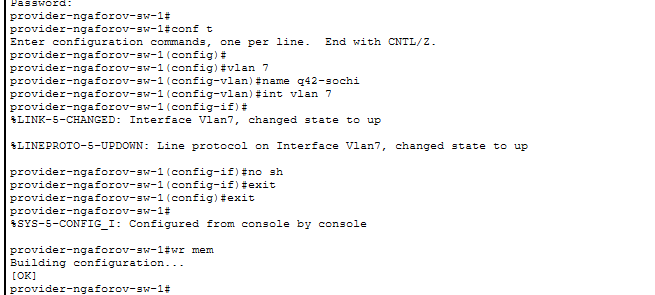 Password:
provider-ngaforov-sw-1#
provider-ngaforov-sw-1#conf t
Enter configuration commands, one per line.  End with CNTL/Z.
provider-ngaforov-sw-1(config)#
provider-ngaforov-sw-1(config)#vlan 7
provider-ngaforov-sw-1(config-vlan)#name q42-sochi
provider-ngaforov-sw-1(config-vlan)#int vlan 7
provider-ngaforov-sw-1(config-if)#
%LINK-5-CHANGED: Interface Vlan7, changed state to up
%LINEPROTO-5-UPDOWN: Line protocol on Interface Vlan7, changed state to up
provider-ngaforov-sw-1(config-if)#no sh
provider-ngaforov-sw-1(config-if)#exit
provider-ngaforov-sw-1(config)#exit
provider-ngaforov-sw-1#
%SYS-5-CONFIG_I: Configured from console by console
provider-ngaforov-sw-1#wr mem
Building configuration...
[OK]
provider-ngaforov-sw-1#